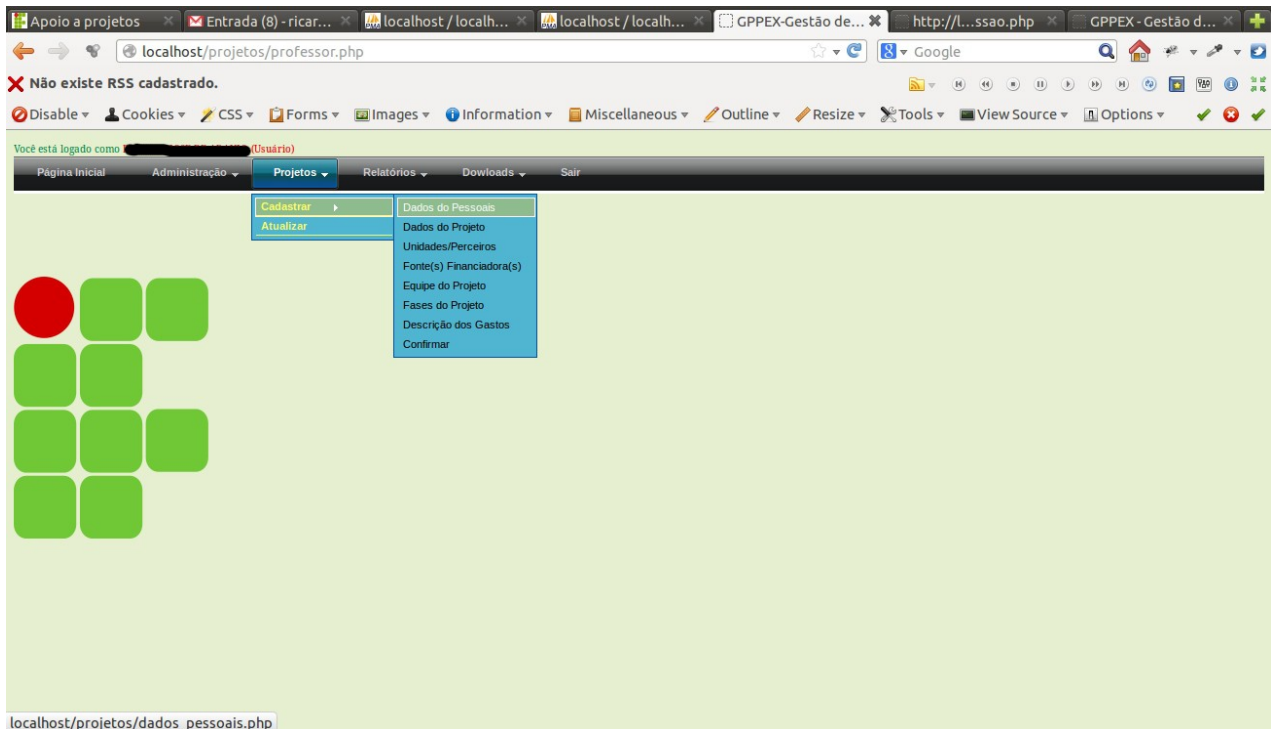 Apoio a projetos Entrada (8) - ricar... localhost / localh... localhost / localh... GPPEX-Gestão de... http://l...ssao.php GPPEX - Gestão d...
localhost/projetos/professor.php Google
Não existe RSS cadastrado.
Disable Cookies CSS Forms Images Information Miscellaneous Outline Resize Tools View Source Options
Você está logado como (Usuário)
Página Inicial Administração Projetos Relatórios Dowloads Sair
Cadastrar Dados do Pessoais
Atualizar Dados do Projeto
Unidades/Perceiros
Fonte(s) Financiadora(s)
Equipe do Projeto
Fases do Projeto
Descrição dos Gastos
Confirmar
localhost/projetos/dados_pessoais.php